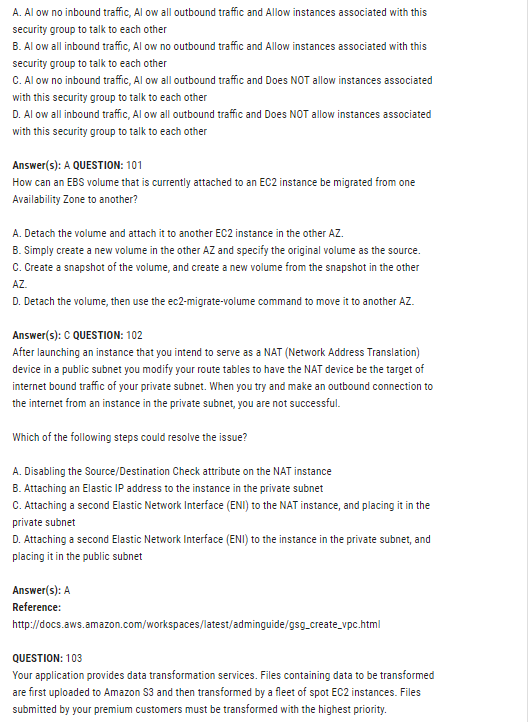 A. Al ow no inbound traffic, Al ow all outbound traffic and Allow instances associated with this
security group to talk to each other
B. Al ow all inbound traffic, Al ow no outbound traffic and Allow instances associated with this
security group to talk to each other
C. Al ow no inbound traffic, Al ow all outbound traffic and Does NOT allow instances associated
with this security group to talk to each other
D. Al ow all inbound traffic, Al ow all outbound traffic and Does NOT allow instances associated
with this security group to talk to each other
Answer(s): A QUESTION: 101
How can an EBS volume that is currently attached to an EC2 instance be migrated from one
Availability Zone to another?
A. Detach the volume and attach it to another EC2 instance in the other AZ.
B. Simply create a new volume in the other AZ and specify the original volume as the source.
C. Create a snapshot of the volume, and create a new volume from the snapshot in the other
AZ.
D. Detach the volume, then use the ec2-migrate-volume command to move it to another AZ.
Answer(s): C QUESTION: 102
After launching an instance that you intend to serve as a NAT (Network Address Translation)
device in a public subnet you modify your route tables to have the NAT device be the target of
internet bound traffic of your private subnet. When you try and make an outbound connection to
the internet from an instance in the private subnet, you are not successful.
Which of the following steps could resolve the issue?
A. Disabling the Source/Destination Check attribute on the NAT instance
B. Attaching an Elastic IP address to the instance in the private subnet
C. Attaching a second Elastic Network Interface (ENI) to the NAT instance, and placing it in the
private subnet
D. Attaching a second Elastic Network Interface (ENI) to the instance in the private subnet, and
placing it in the public subnet
Answer(s): A
Reference:
http://docs.aws.amazon.com/workspaces/latest/adminguide/gsg_create_vpc.html
QUESTION: 103
Your application provides data transformation services. Files containing data to be transformed
are first uploaded to Amazon S3 and then transformed by a fleet of spot EC2 instances. Files
submitted by your premium customers must be transformed with the highest priority.